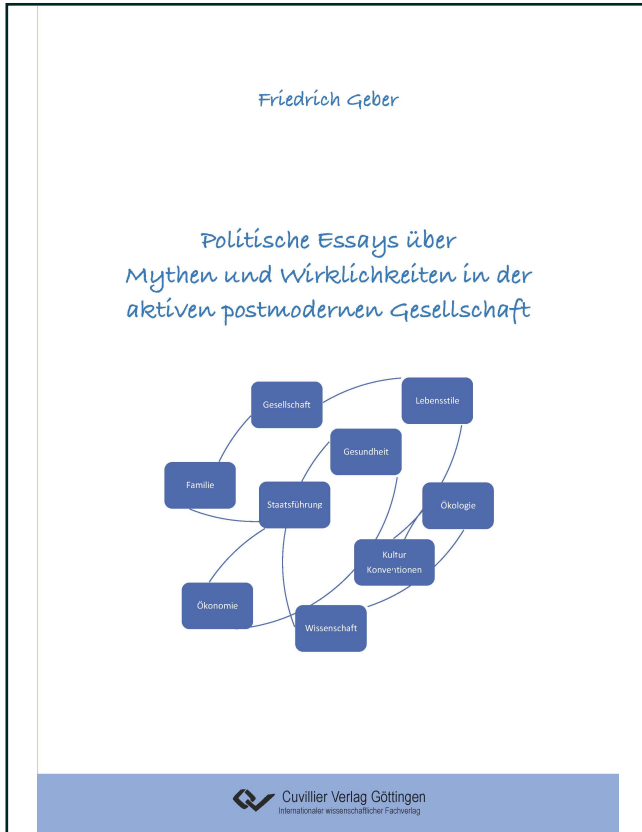 Friedrich Geber
Politische Essays über
Mythen und Wirklichkeiten in der
aktiven postmodernen Gesellschaft
Gesellschaft
Lebensstile
Gesundheit
Familie
Staatsführung
Ökologie
Kultur
Konventionen
Ökonomie
Wissenschaft
Cuvillier Verlag Göttingen
Internationaler wissenschaftlicher Fachverlag